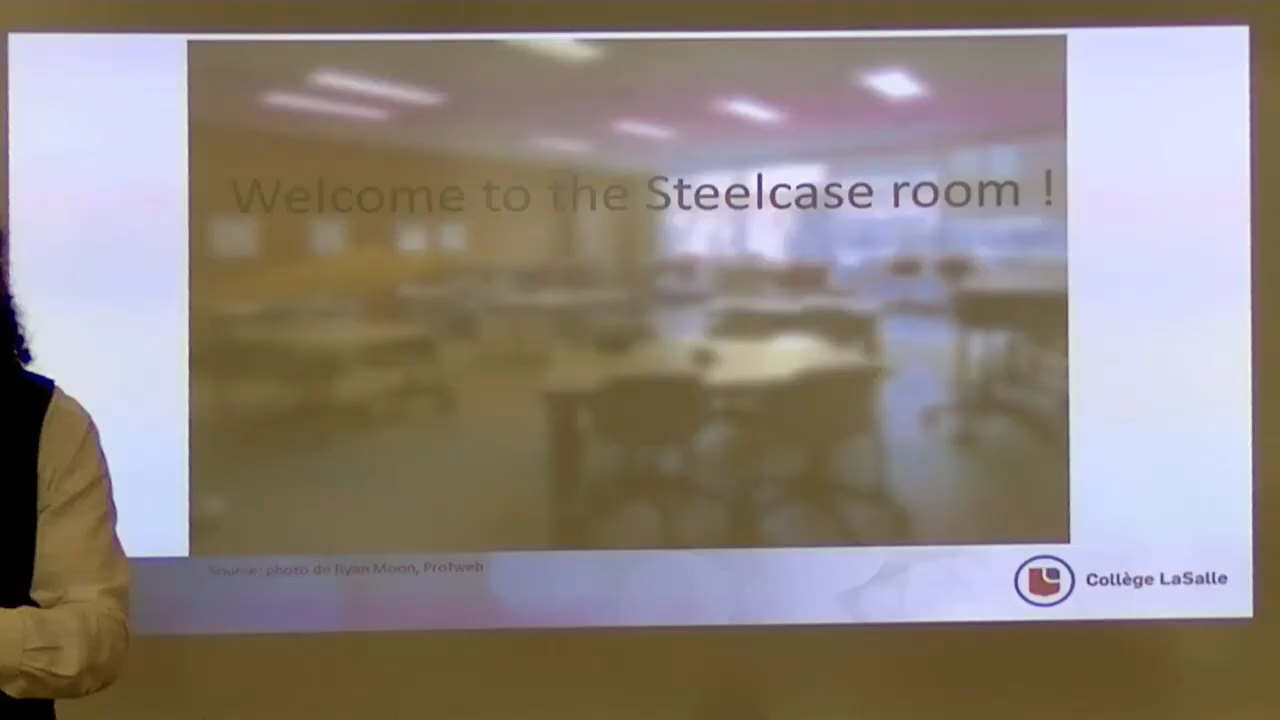 Welcome to the Steelcase room !
Source: photo de Ryan Moon, Profweb
Collège LaSalle